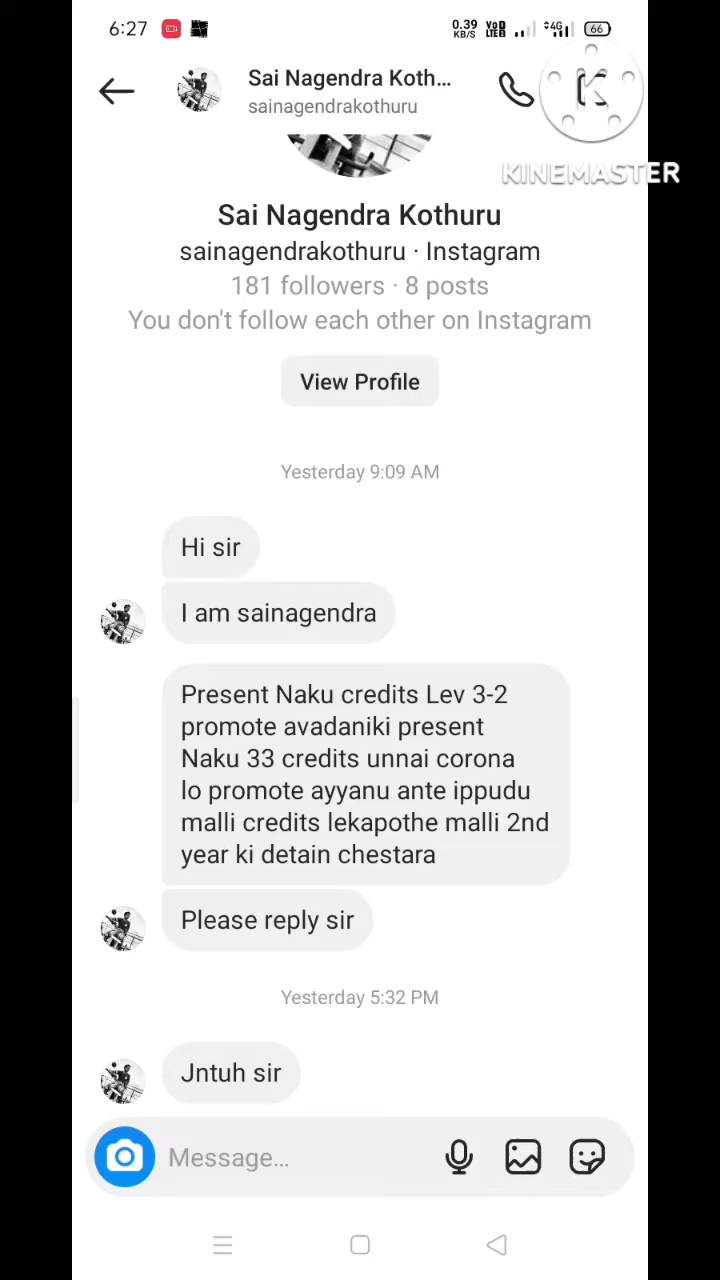 6:27
0.39 KB/S
4G
66
Sai Nagendra Koth...
sainagendrakothuru
KINEMASTER
Sai Nagendra Kothuru
sainagendrakothuru · Instagram
181 followers · 8 posts
You don't follow each other on Instagram
View Profile
Yesterday 9:09 AM
Hi sir
I am sainagendra
Present Naku credits Lev 3-2
promote avadaniki present
Naku 33 credits unnai corona
lo promote ayyanu ante ippudu
malli credits lekapothe malli 2nd
year ki detain chestara
Please reply sir
Yesterday 5:32 PM
Jntuh sir
Message...